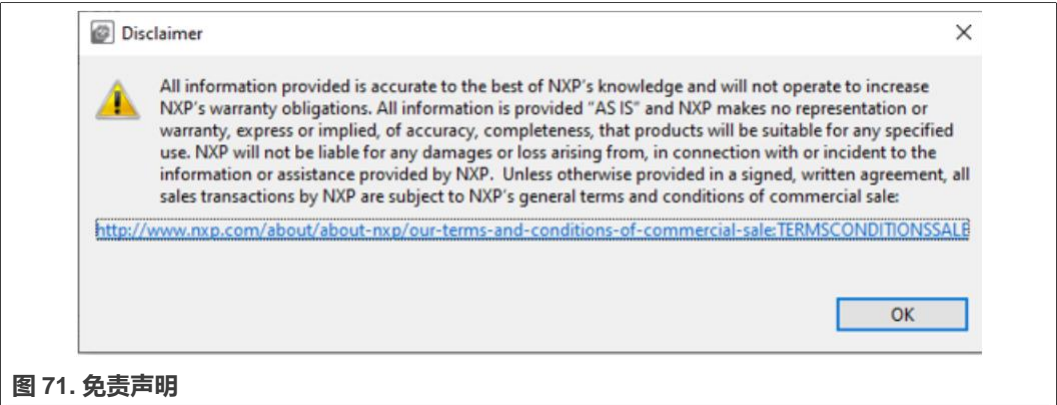 Disclaimer
All information provided is accurate to the best of NXP's knowledge and will not operate to increase
NXP's warranty obligations. All information is provided "AS IS" and NXP makes no representation or
warranty, express or implied, of accuracy, completeness, that products will be suitable for any specified
use. NXP will not be liable for any damages or loss arising from, in connection with or incident to the
information or assistance provided by NXP.  Unless otherwise provided in a signed, written agreement, all
sales transactions by NXP are subject to NXP's general terms and conditions of commercial sale:
http://www.nxp.com/about/about-nxp/our-terms-and-conditions-of-commercial-sale:TERMSCONDITIONSSALE
OK
图 71. 免责声明